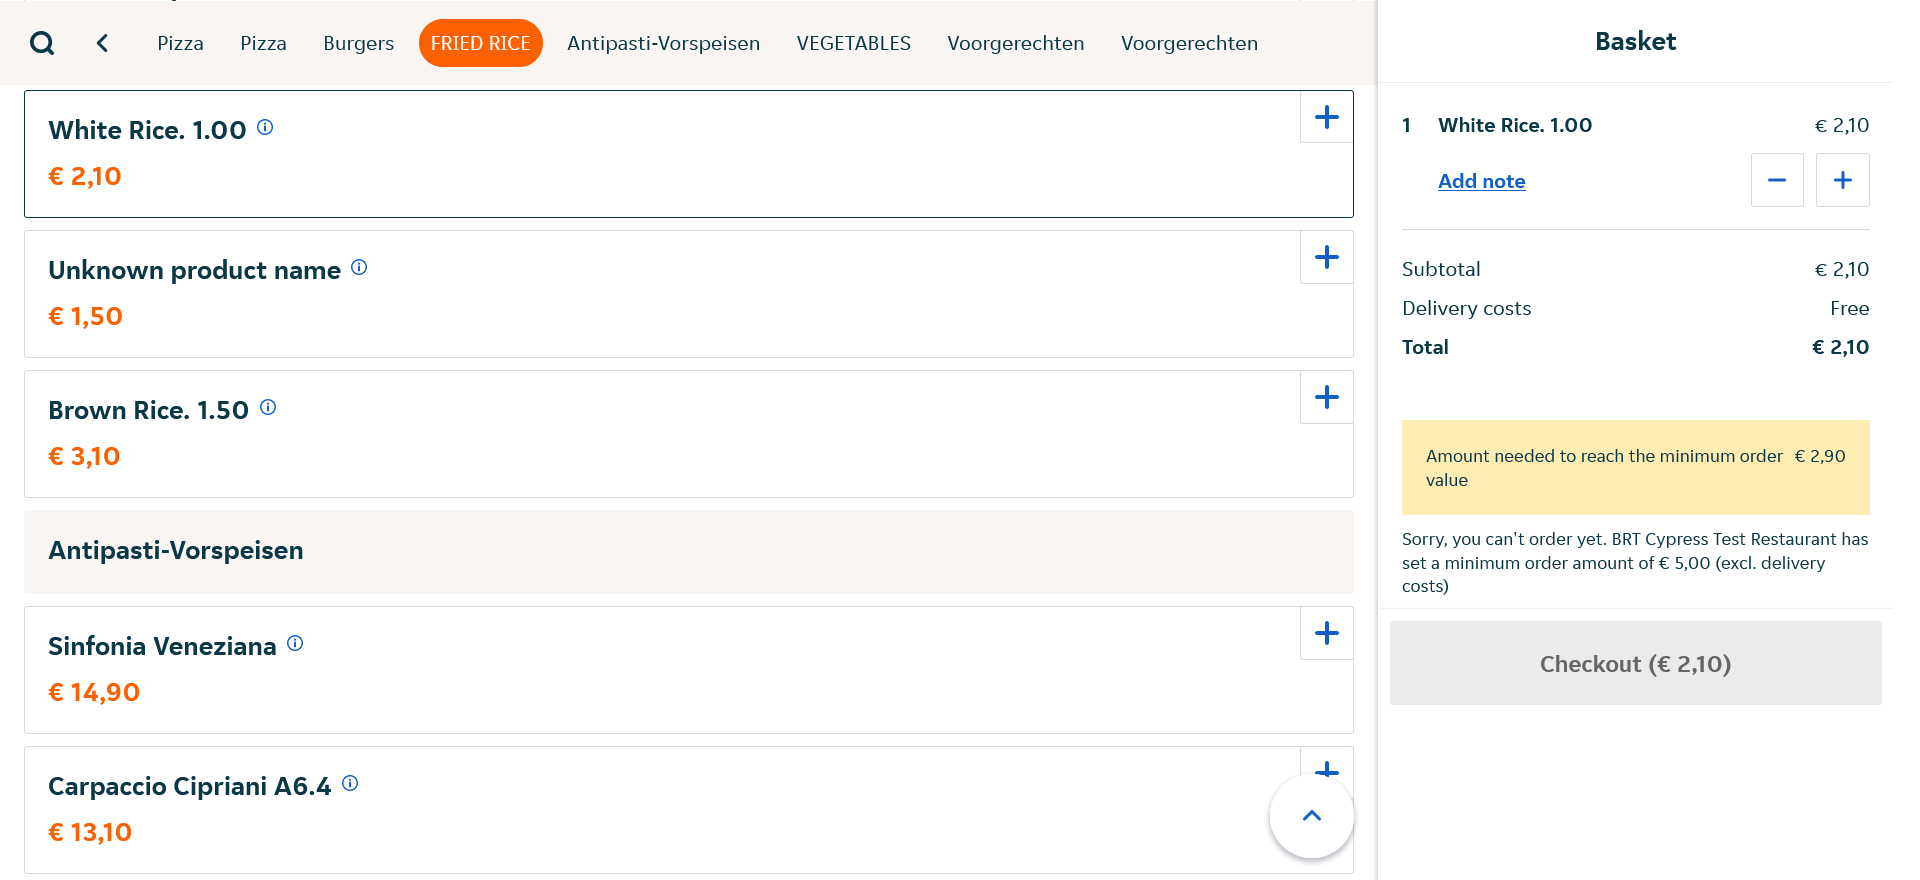 Pizza
Pizza
Burgers
FRIED RICE
Antipasti-Vorspeisen
VEGETABLES
Voorgerechten
Voorgerechten
White Rice. 1.00
€ 2,10
Unknown product name
€ 1,50
Brown Rice. 1.50
€ 3,10
Antipasti-Vorspeisen
Sinfonia Veneziana
€ 14,90
Carpaccio Cipriani A6.4
€ 13,10
Basket
1 White Rice. 1.00 € 2,10
Add note
Subtotal € 2,10
Delivery costs Free
Total € 2,10
Amount needed to reach the minimum order € 2,90
value
Sorry, you can't order yet. BRT Cypress Test Restaurant has
set a minimum order amount of € 5,00 (excl. delivery
costs)
Checkout (€ 2,10)